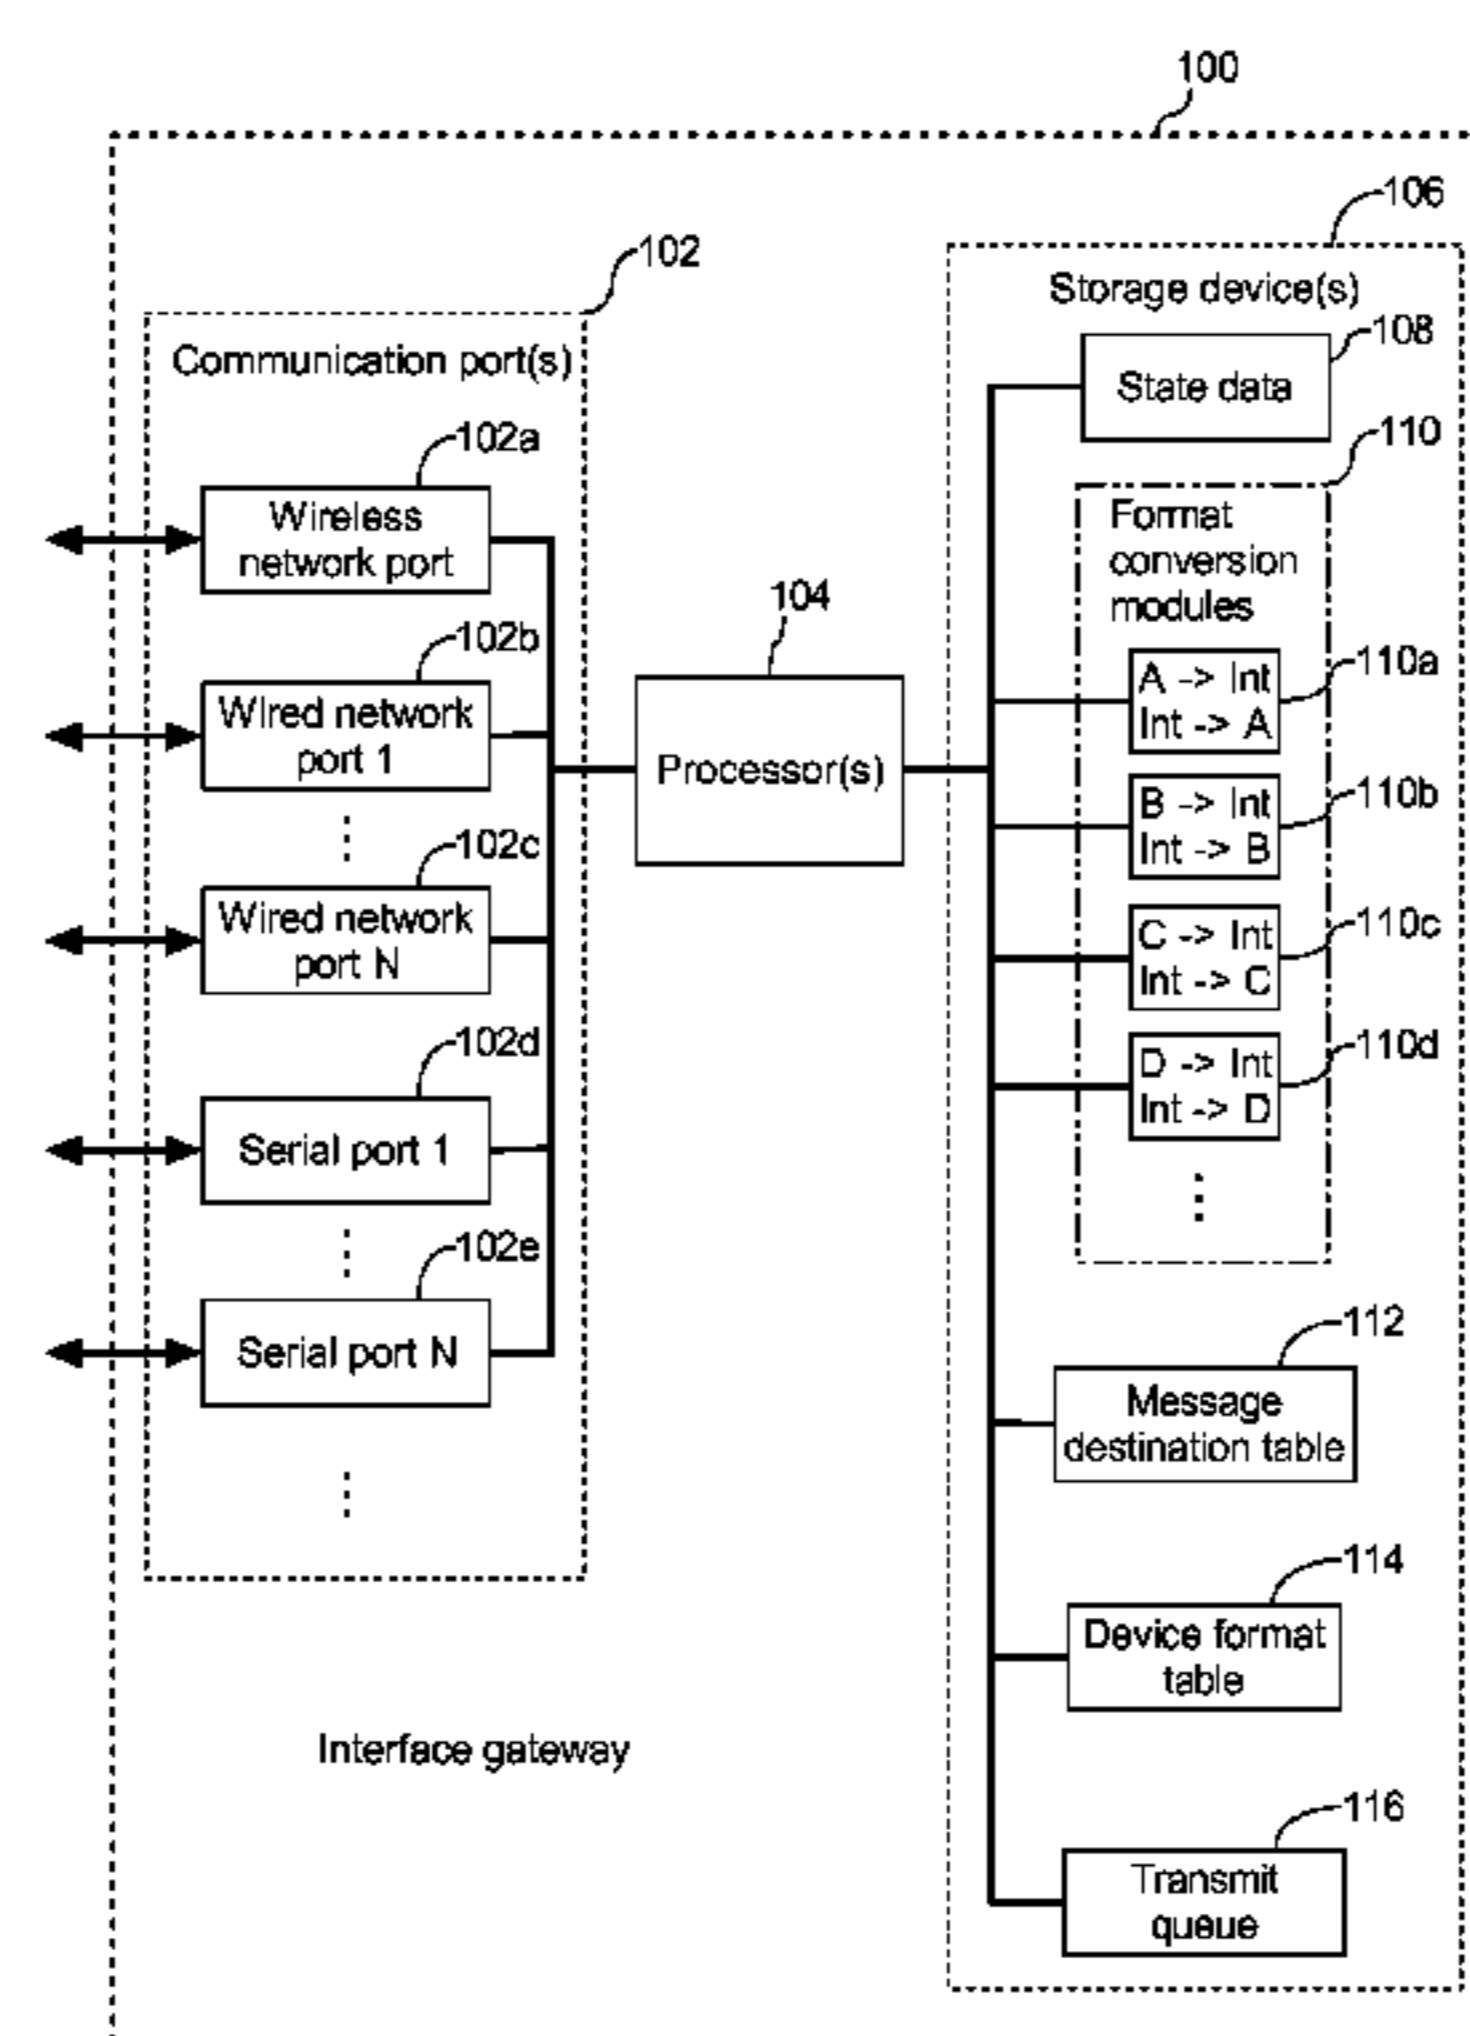 100
106
102
Storage device(s)
108
Communication port(s)
State data
110
102a
Wireless
network port
Format
conversion
modules
104
102b
110a
A -> Int
Int -> A
WIred network
port 1
Processor(s)
110b
B -> Int
Int -> B
102c
Wired network
port N
110c
C -> Int
Int -> C
102d
110d
D -> Int
Int -> D
Serial port 1
102e
112
Serial port N
Message
destination table
114
Device format
table
Interface gateway
116
Transmit
queue